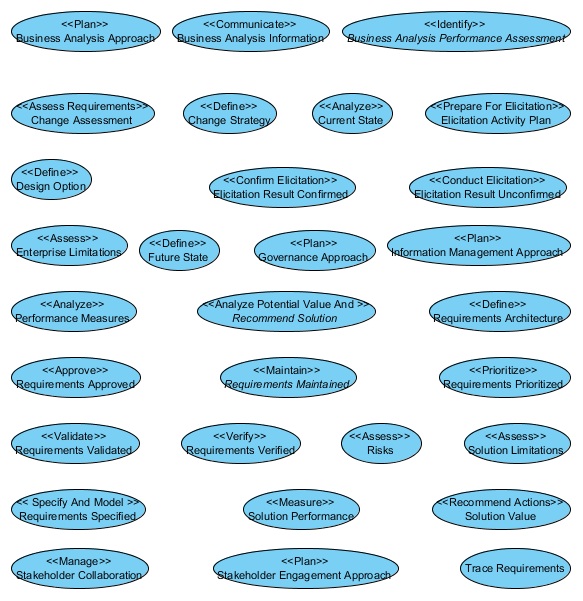 <<Plan>>
Business Analysis Approach
<<Communicate>>
Business Analysis Information
<<Identify>>
Business Analysis Performance Assessment
<<Assess Requirements>>
Change Assessment
<<Define>>
Change Strategy
<<Analyze>>
Current State
<<Prepare For Elicitation>>
Elicitation Activity Plan
<<Define>>
Design Option
<<Confirm Elicitation>>
Elicitation Result Confirmed
<<Conduct Elicitation>>
Elicitation Result Unconfirmed
<<Assess>>
Enterprise Limitations
<<Define>>
Future State
<<Plan>>
Governance Approach
<<Plan>>
Information Management Approach
<<Analyze>>
Performance Measures
<<Analyze Potential Value And >>
Recommend Solution
<<Define>>
Requirements Architecture
<<Approve>>
Requirements Approved
<<Maintain>>
Requirements Maintained
<<Prioritize>>
Requirements Prioritized
<<Validate>>
Requirements Validated
<<Verify>>
Requirements Verified
<<Assess>>
Risks
<<Assess>>
Solution Limitations
<< Specify And Model >>
Requirements Specified
<<Measure>>
Solution Performance
<<Recommend Actions>>
Solution Value
<<Manage>>
Stakeholder Collaboration
<<Plan>>
Stakeholder Engagement Approach
Trace Requirements